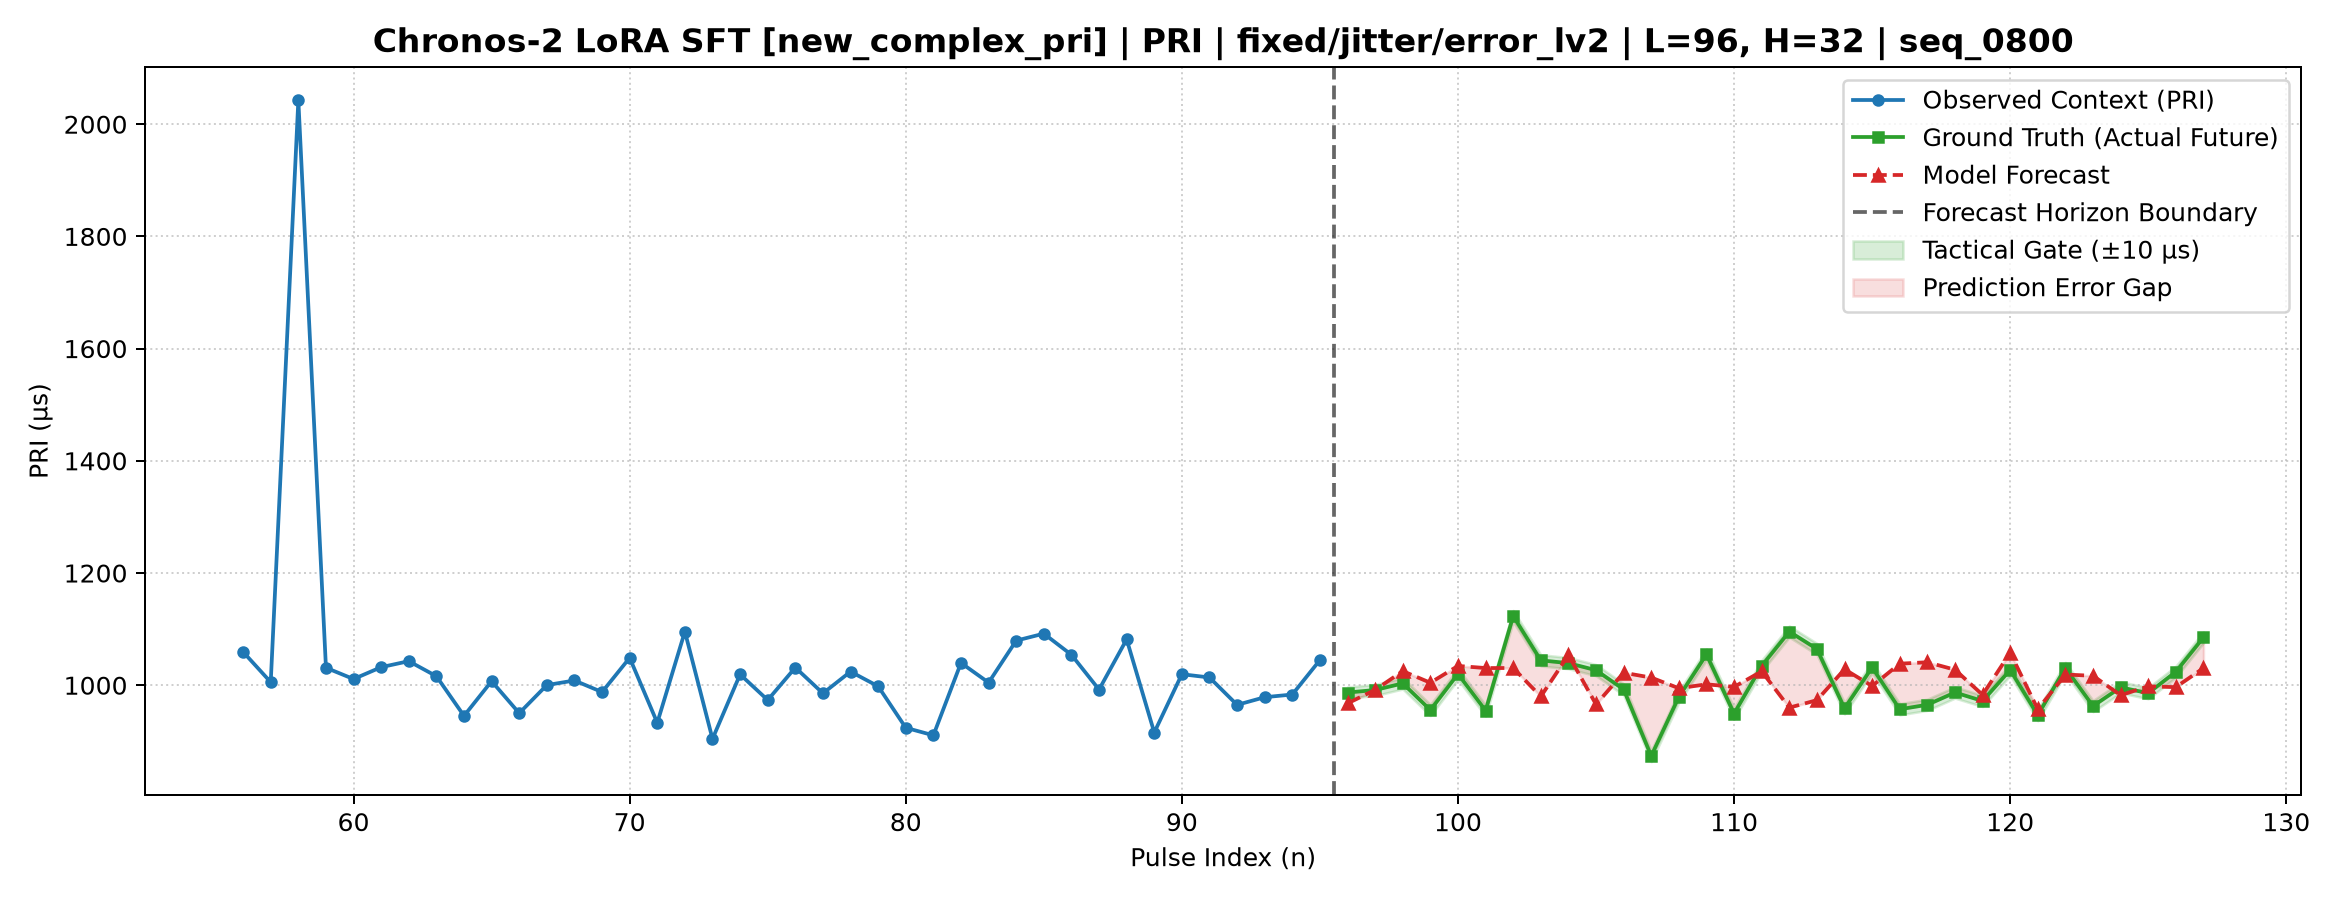 Chronos-2 LoRA SFT [new_complex_pri] | PRI | fixed/jitter/error_lv2 | L=96, H=32 | seq_0800
Observed Context (PRI)
Ground Truth (Actual Future)
Model Forecast
Forecast Horizon Boundary
Tactical Gate (±10 µs)
Prediction Error Gap
PRI (µs)
2000
1800
1600
1400
1200
1000
60 70 80 90 100 110 120 130
Pulse Index (n)